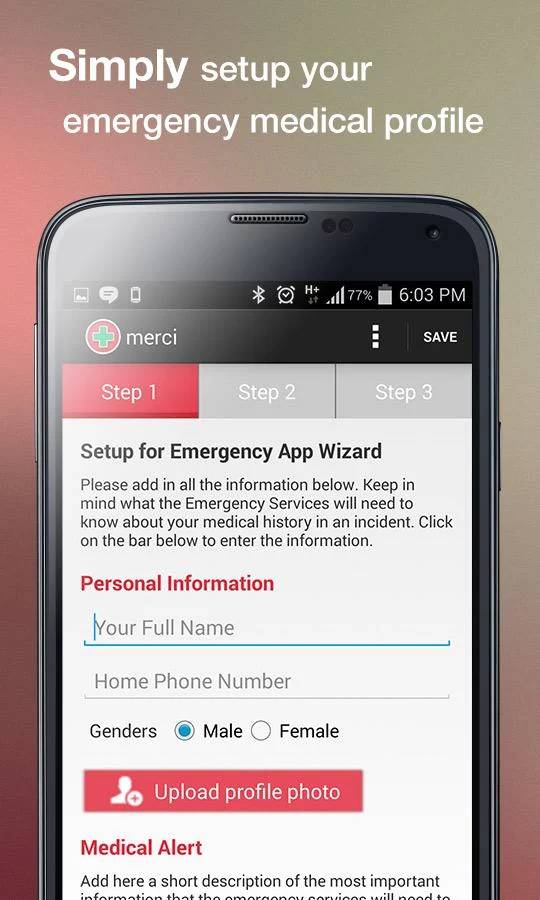 Simply setup your
emergency medical profile
H+ 77% 6:03 PM
merci SAVE
Step 1 Step 2 Step 3
Setup for Emergency App Wizard
Please add in all the information below. Keep in
mind what the Emergency Services will need to
know about your medical history in an incident. Click
on the bar below to enter the information.
Personal Information
Your Full Name
Home Phone Number
Genders Male Female
Upload profile photo
Medical Alert
Add here a short description of the most important
information that the emergency services will need to